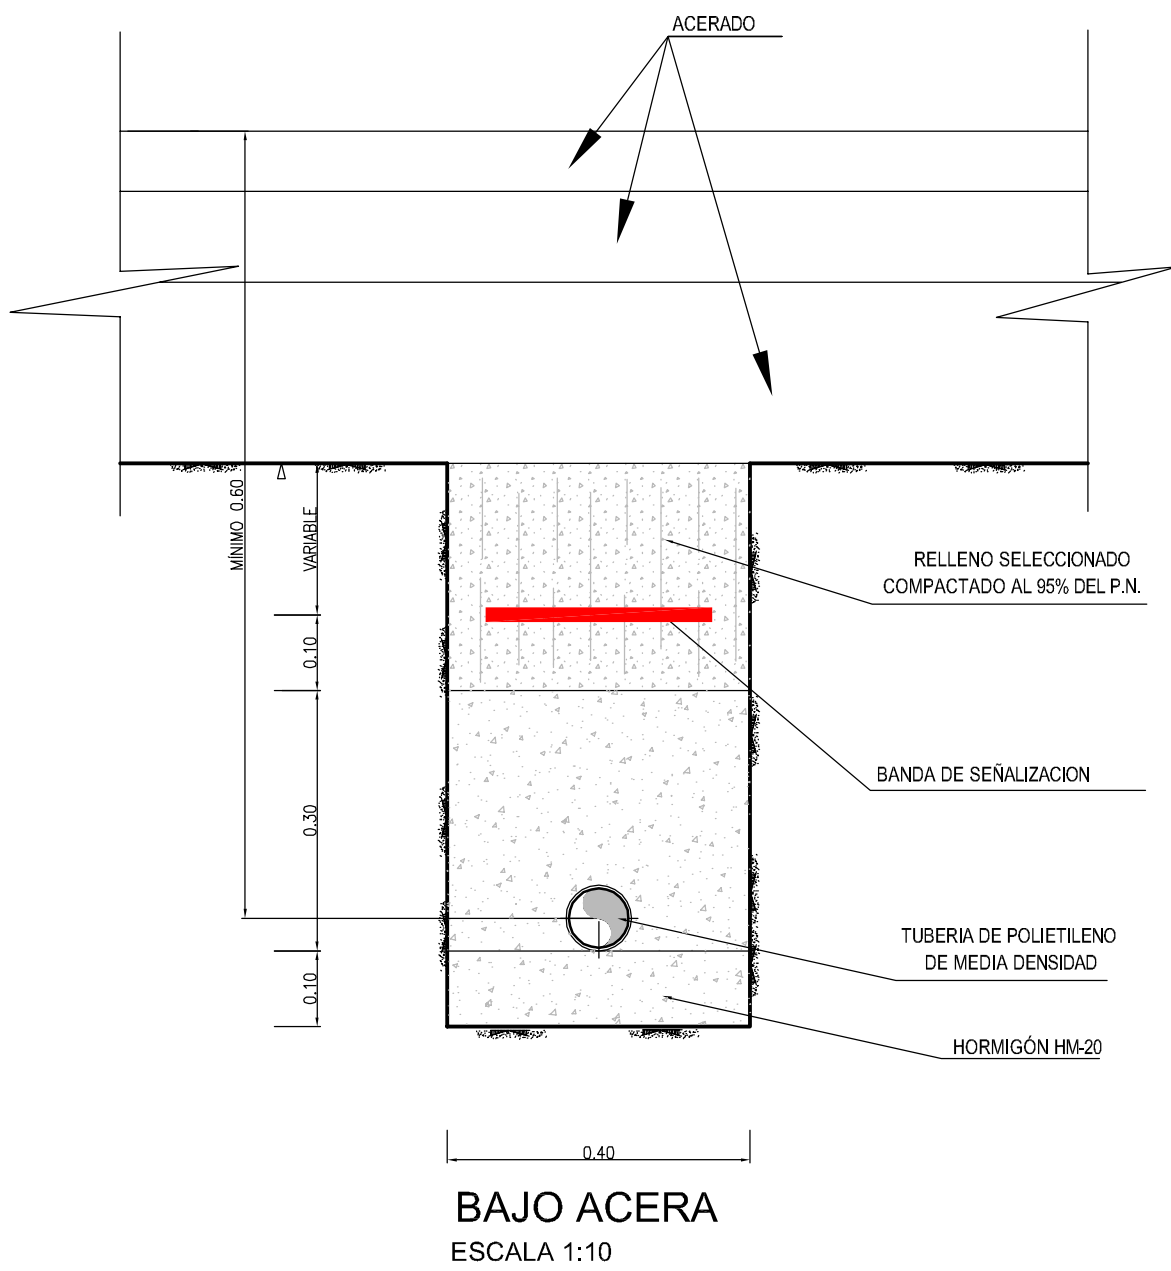 ACERADO
MÍNIMO 0.60
VARIABLE
0.10
0.30
0.10
RELLENO SELECCIONADO
COMPACTADO AL 95% DEL P.N.
BANDA DE SEÑALIZACION
TUBERIA DE POLIETILENO
DE MEDIA DENSIDAD
HORMIGÓN HM-20
0.40
BAJO ACERA
ESCALA 1:10